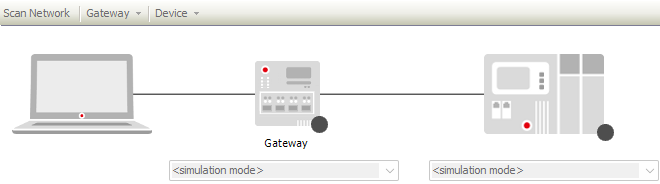 Scan Network Gateway Device
Gateway
<simulation mode> <simulation mode>